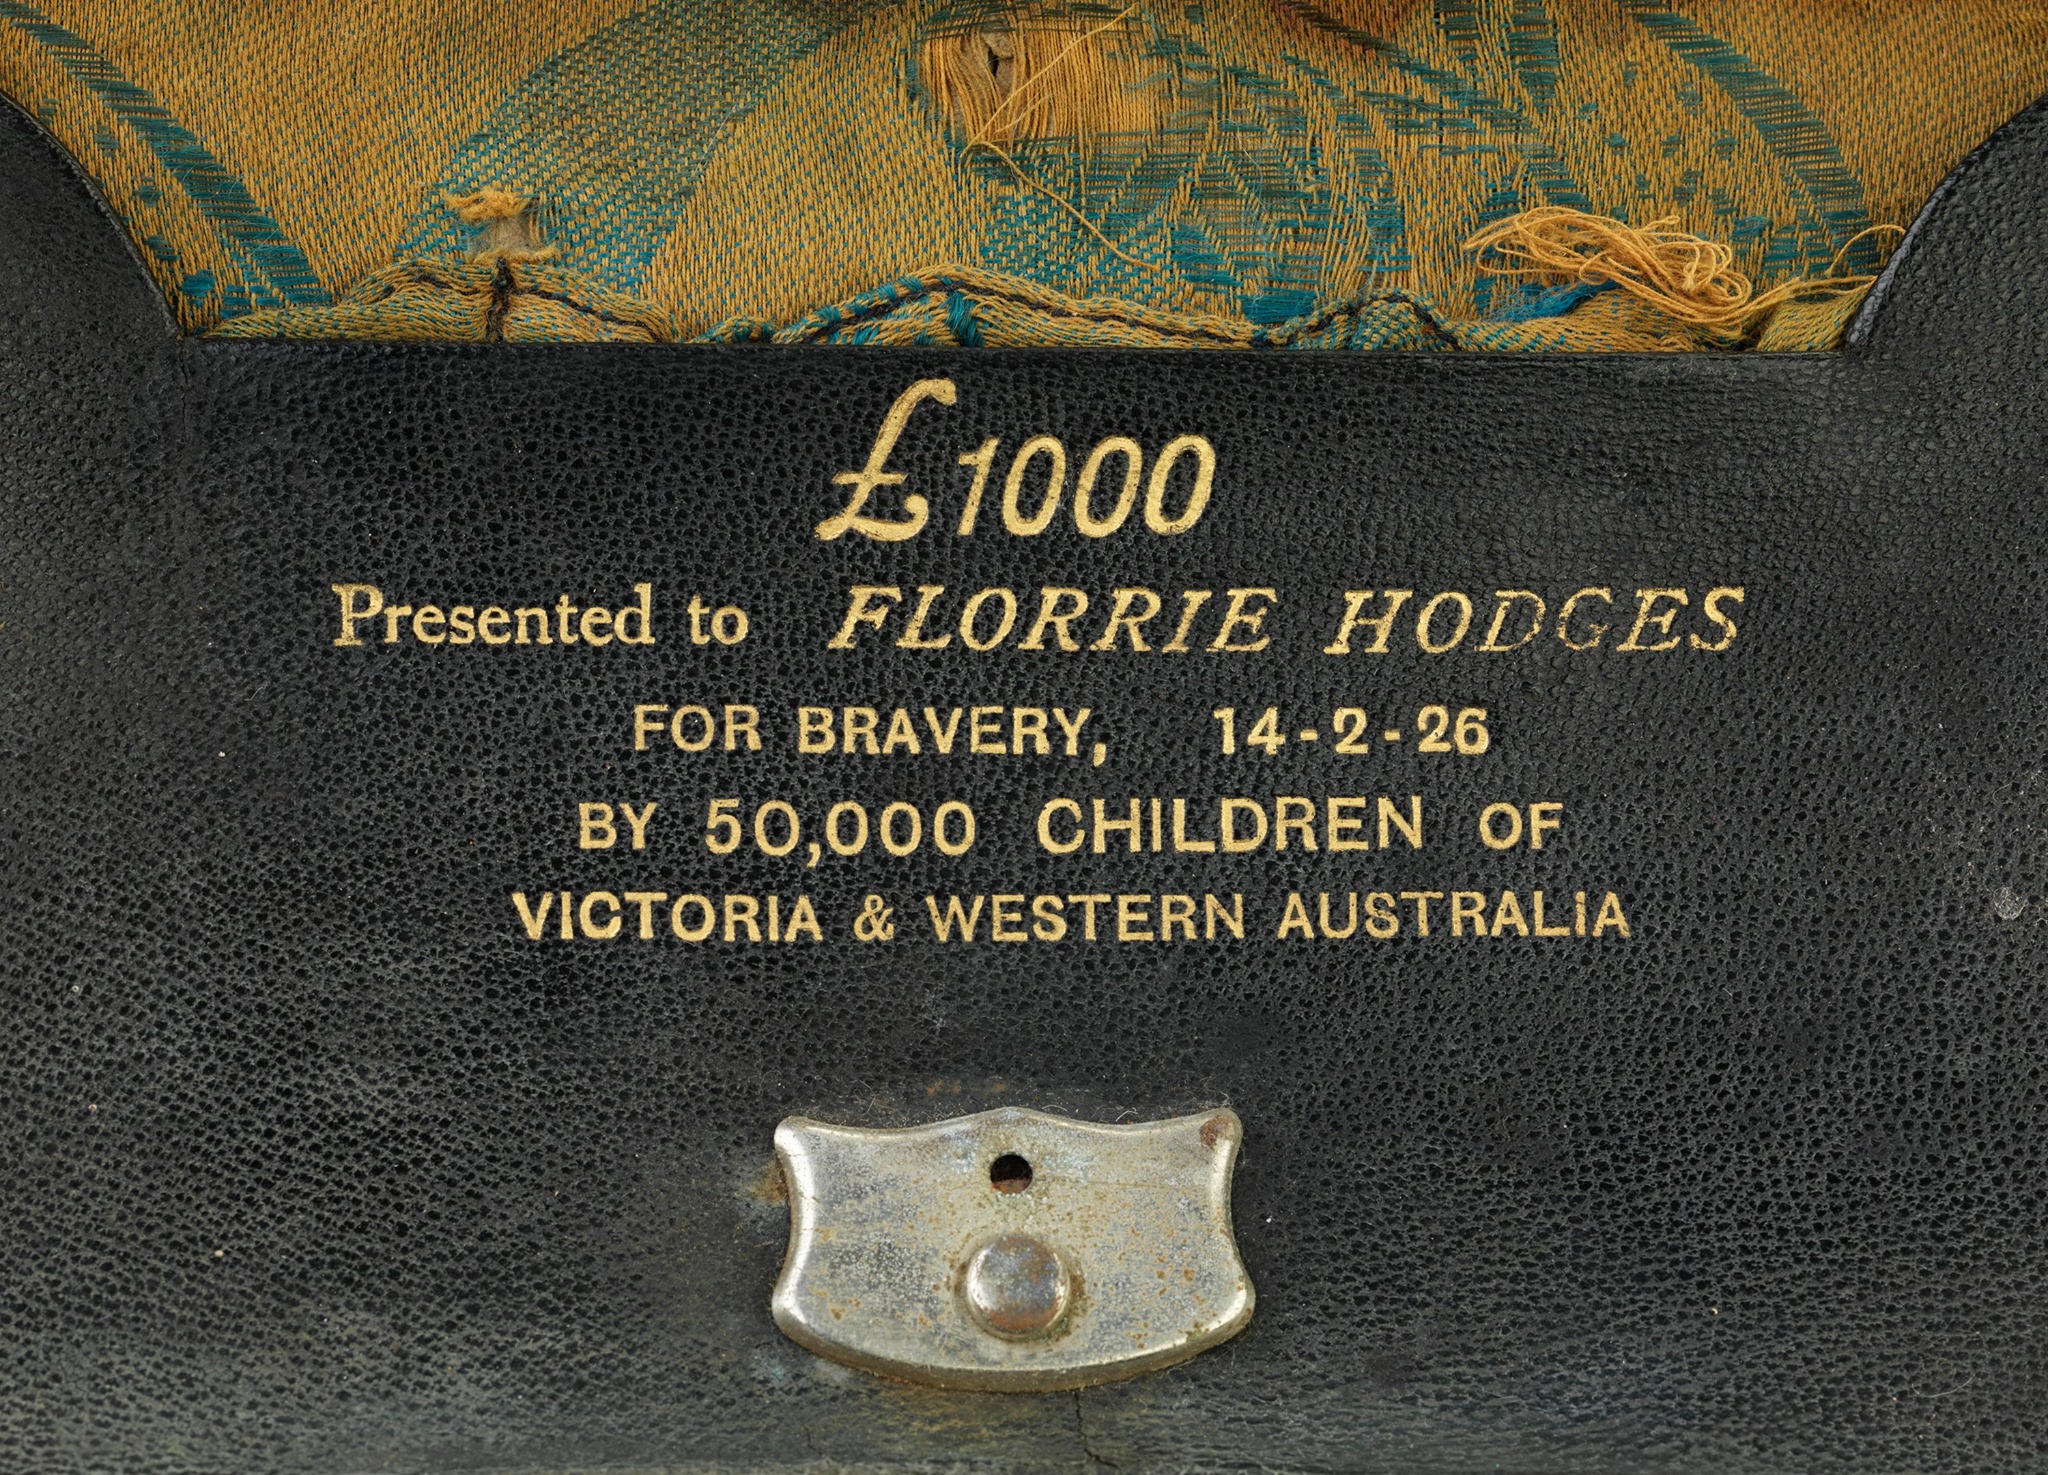 £1000
Presented to FLORRIE HODGES
FOR BRAVERY, 14-2-26
BY 50,000 CHILDREN OF
VICTORIA & WESTERN AUSTRALIA